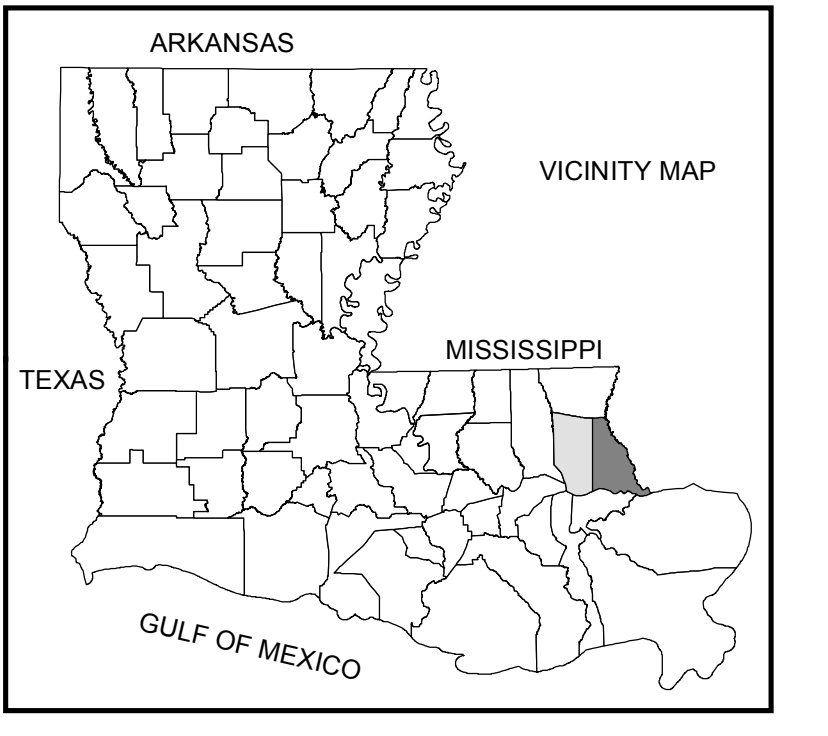 ARKANSAS
VICINITY MAP
MISSISSIPPI
TEXAS
GULF OF MEXICO